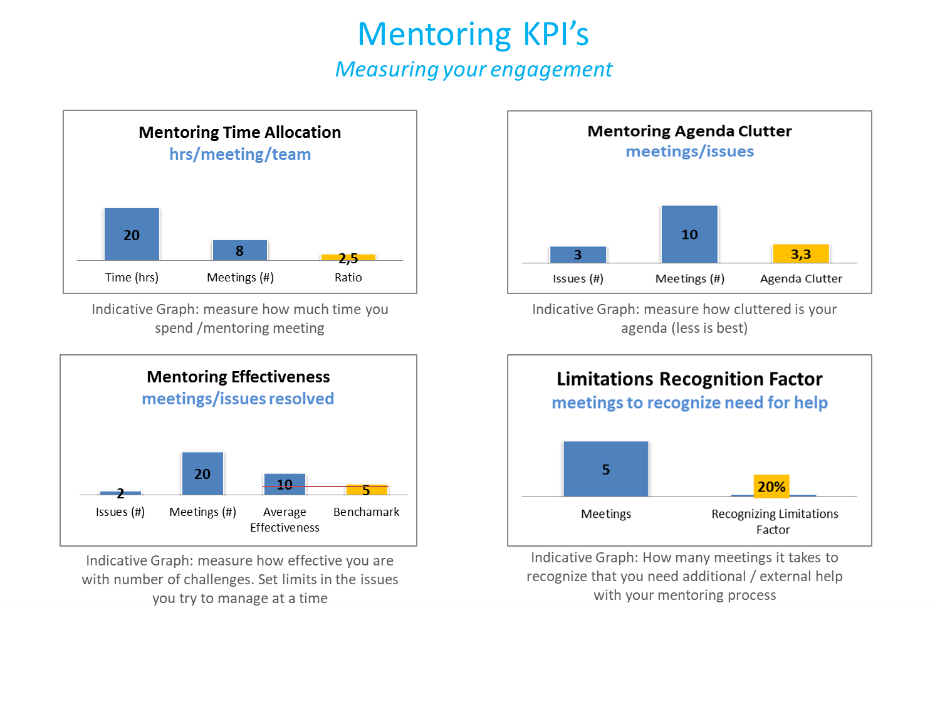 Mentoring KPI’s
Measuring your engagement
Mentoring Time Allocation
hrs/meeting/team
20
8
2,5
Time (hrs)
Meetings (#)
Ratio
Indicative Graph: measure how much time you
spend /mentoring meeting
Mentoring Agenda Clutter
meetings/issues
3
10
3,3
Issues (#)
Meetings (#)
Agenda Clutter
Indicative Graph: measure how cluttered is your
agenda (less is best)
Mentoring Effectiveness
meetings/issues resolved
2
20
10
5
Issues (#)
Meetings (#)
Average
Effectiveness
Benchamark
Indicative Graph: measure how effective you are
with number of challenges. Set limits in the issues
you try to manage at a time
Limitations Recognition Factor
meetings to recognize need for help
5
20%
Meetings
Recognizing Limitations
Factor
Indicative Graph: How many meetings it takes to
recognize that you need additional / external help
with your mentoring process